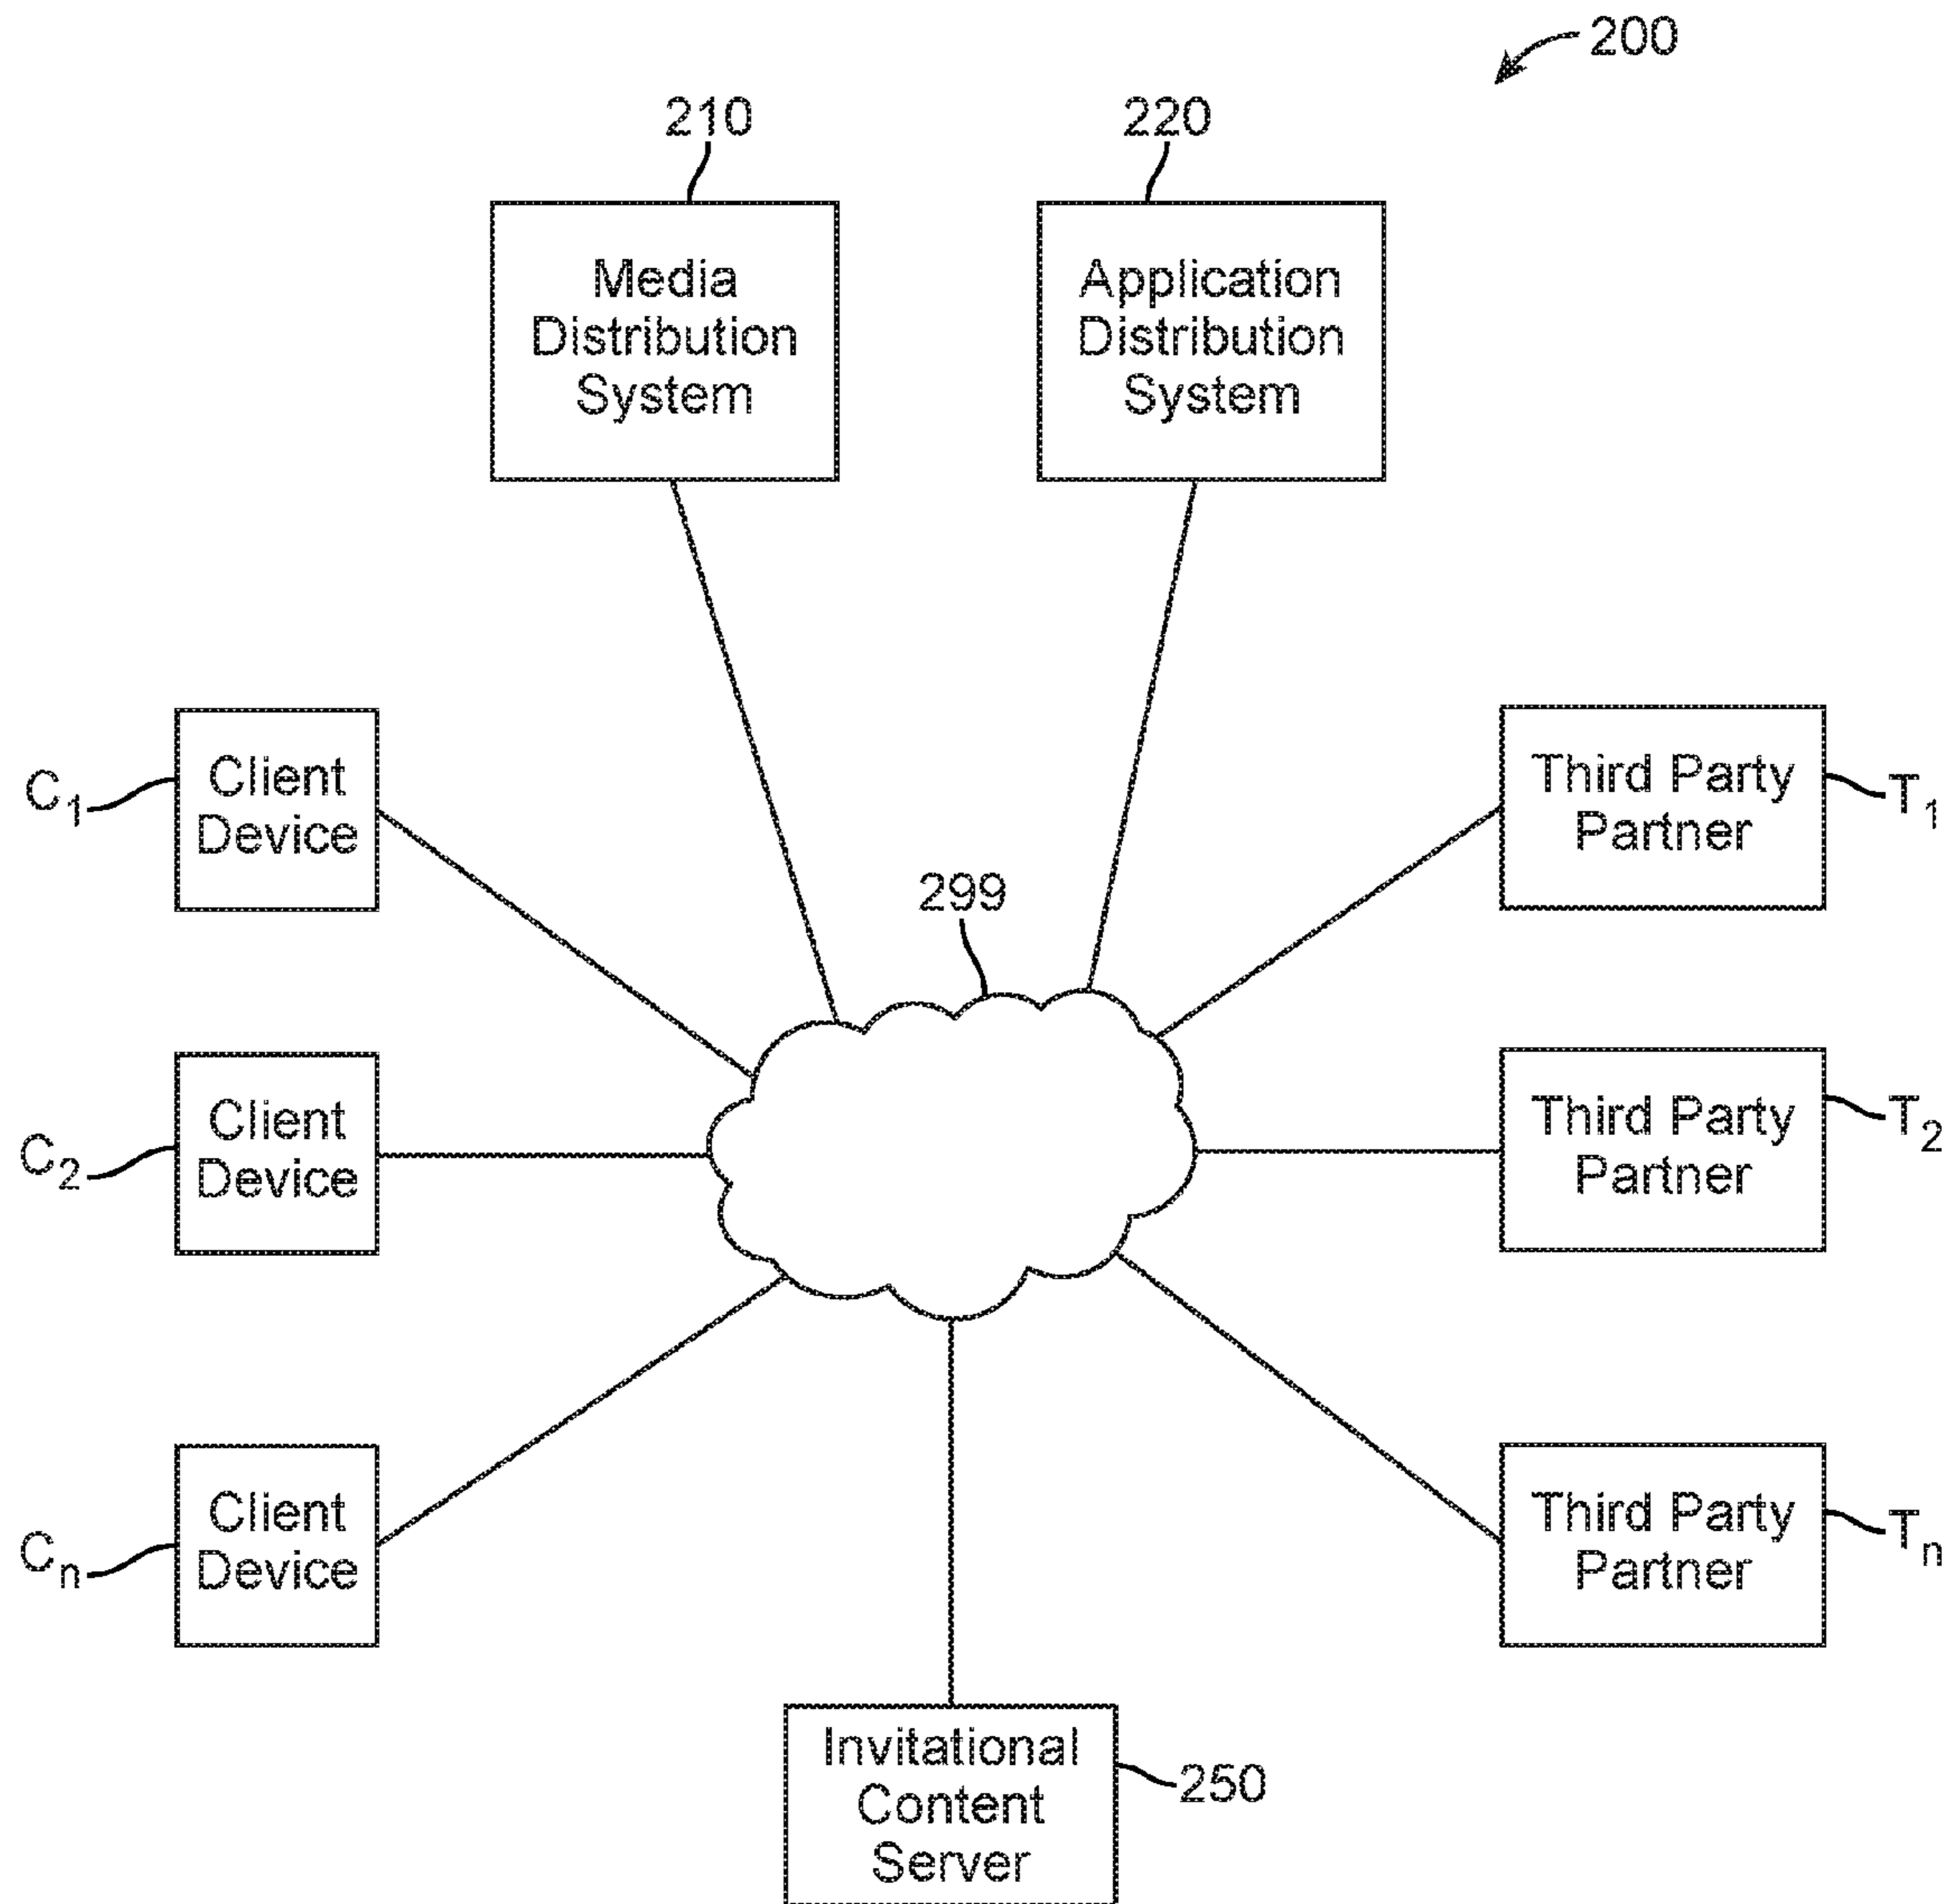 200
210
220
Media
Distribution
System
Application
Distribution
System
C1
Client
Device
Third Party
Partner
T1
299
C2
Client
Device
Third Party
Partner
T2
Cn
Client
Device
Third Party
Partner
Tn
Invitational
Content
Server
250